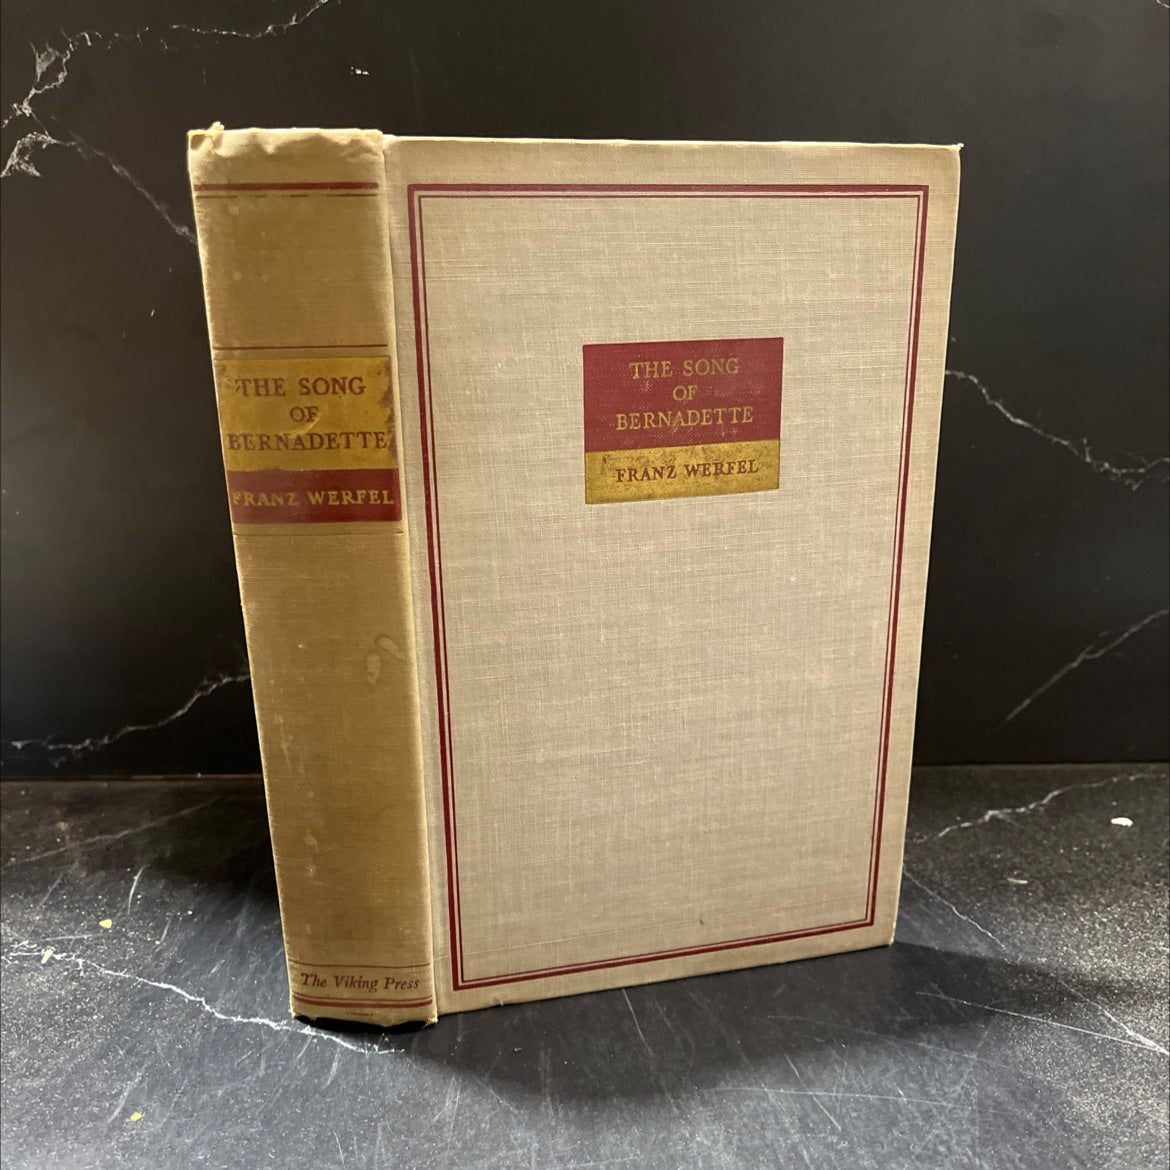 THE SONG
OF
BERNADETTE
FRANZ WERFEL
The Viking Press
THE SONG
OF
BERNADETTE
FRANZ WERFEL